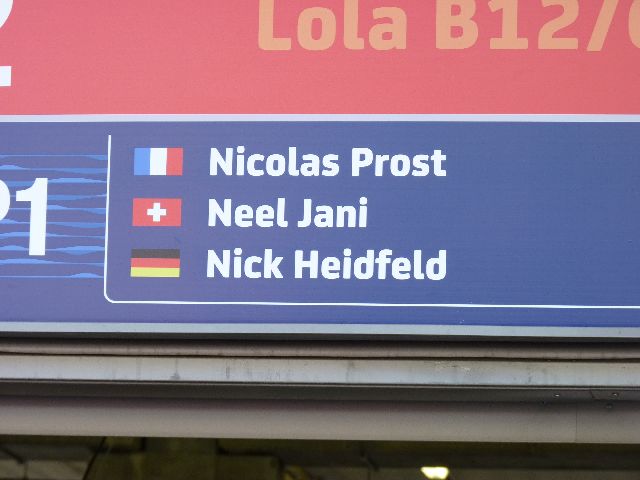 Lola B12/
Nicolas Prost
Neel Jani
Nick Heidfeld